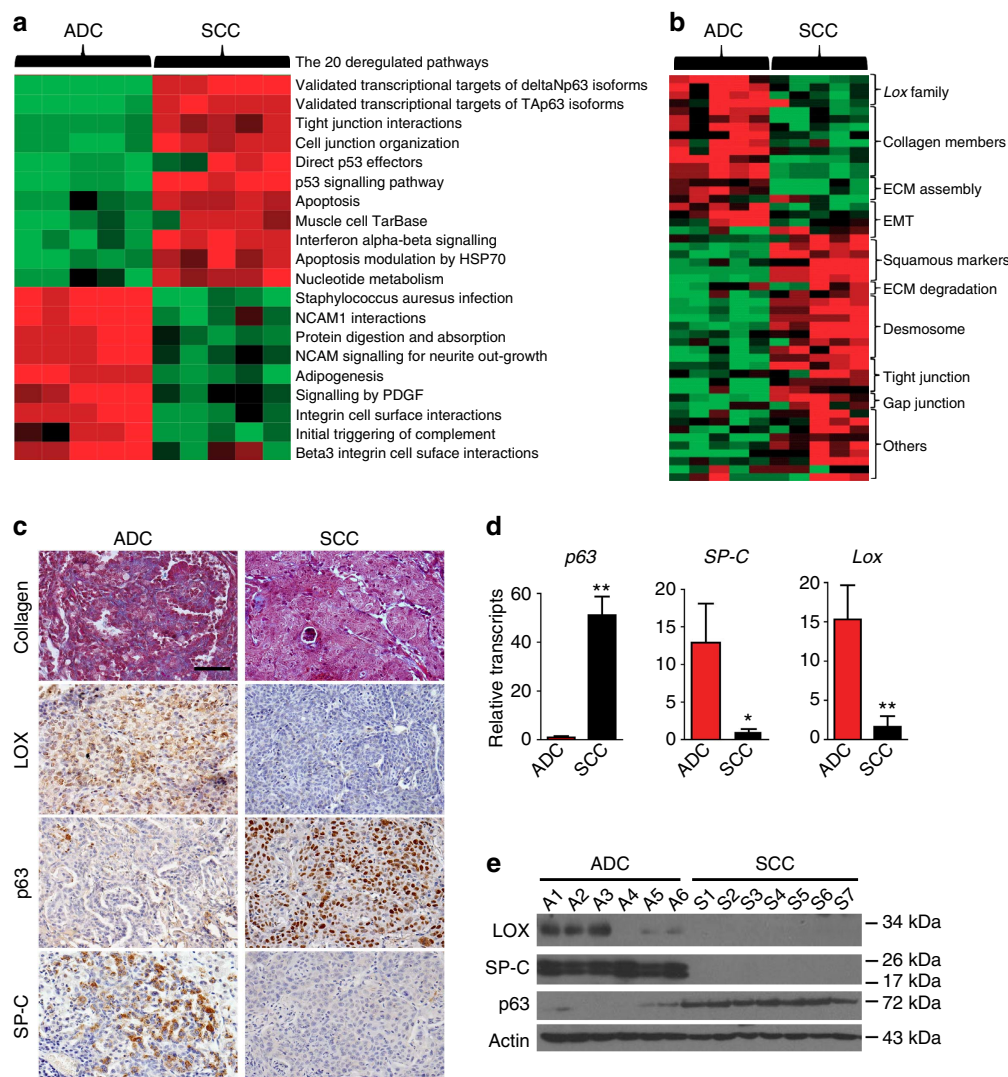 a
ADC SCC
The 20 deregulated pathways
Validated transcriptional targets of deltaNp63 isoforms
Validated transcriptional targets of TAp63 isoforms
Tight junction interactions
Cell junction organization
Direct p53 effectors
p53 signalling pathway
Apoptosis
Muscle cell TarBase
Interferon alpha-beta signalling
Apoptosis modulation by HSP70
Nucleotide metabolism
Staphylococcus auresus infection
NCAM1 interactions
Protein digestion and absorption
NCAM signalling for neurite out-growth
Adipogenesis
Signalling by PDGF
Integrin cell surface interactions
Initial triggering of complement
Beta3 integrin cell suface interactions
b
ADC SCC
Lox family
Collagen members
ECM assembly
EMT
Squamous markers
ECM degradation
Desmosome
Tight junction
Gap junction
Others
c
ADC SCC
Collagen
LOX
p63
SP-C
d
Relative transcripts
p63
60
40
20
0
**
ADC SCC
SP-C
15
10
5
0
*
ADC SCC
Lox
20
15
10
5
0
**
ADC SCC
e
ADC SCC
A1 A2 A3 A4 A5 A6 S1 S2 S3 S4 S5 S6 S7
LOX – 34 kDa
SP-C – 26 kDa
– 17 kDa
p63 – 72 kDa
Actin – 43 kDa